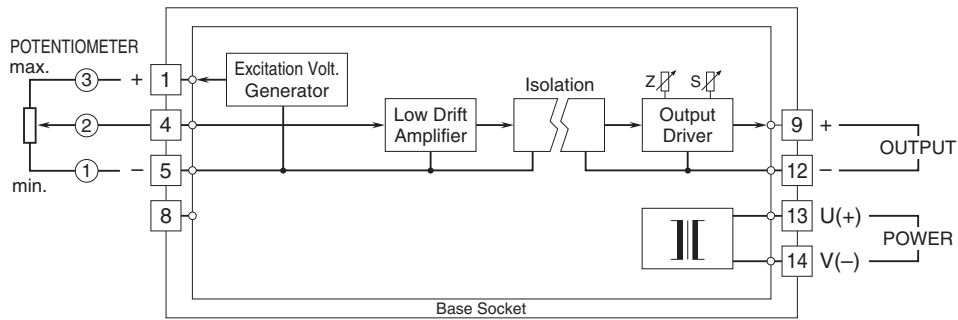 POTENTIOMETER
max.
3 + 1
Excitation Volt.
Generator
Isolation
Z S
2 4
Low Drift
Amplifier
Output
Driver
9 +
OUTPUT
1 – 5
12 –
min.
8
13 U(+)
POWER
14 V(–)
Base Socket